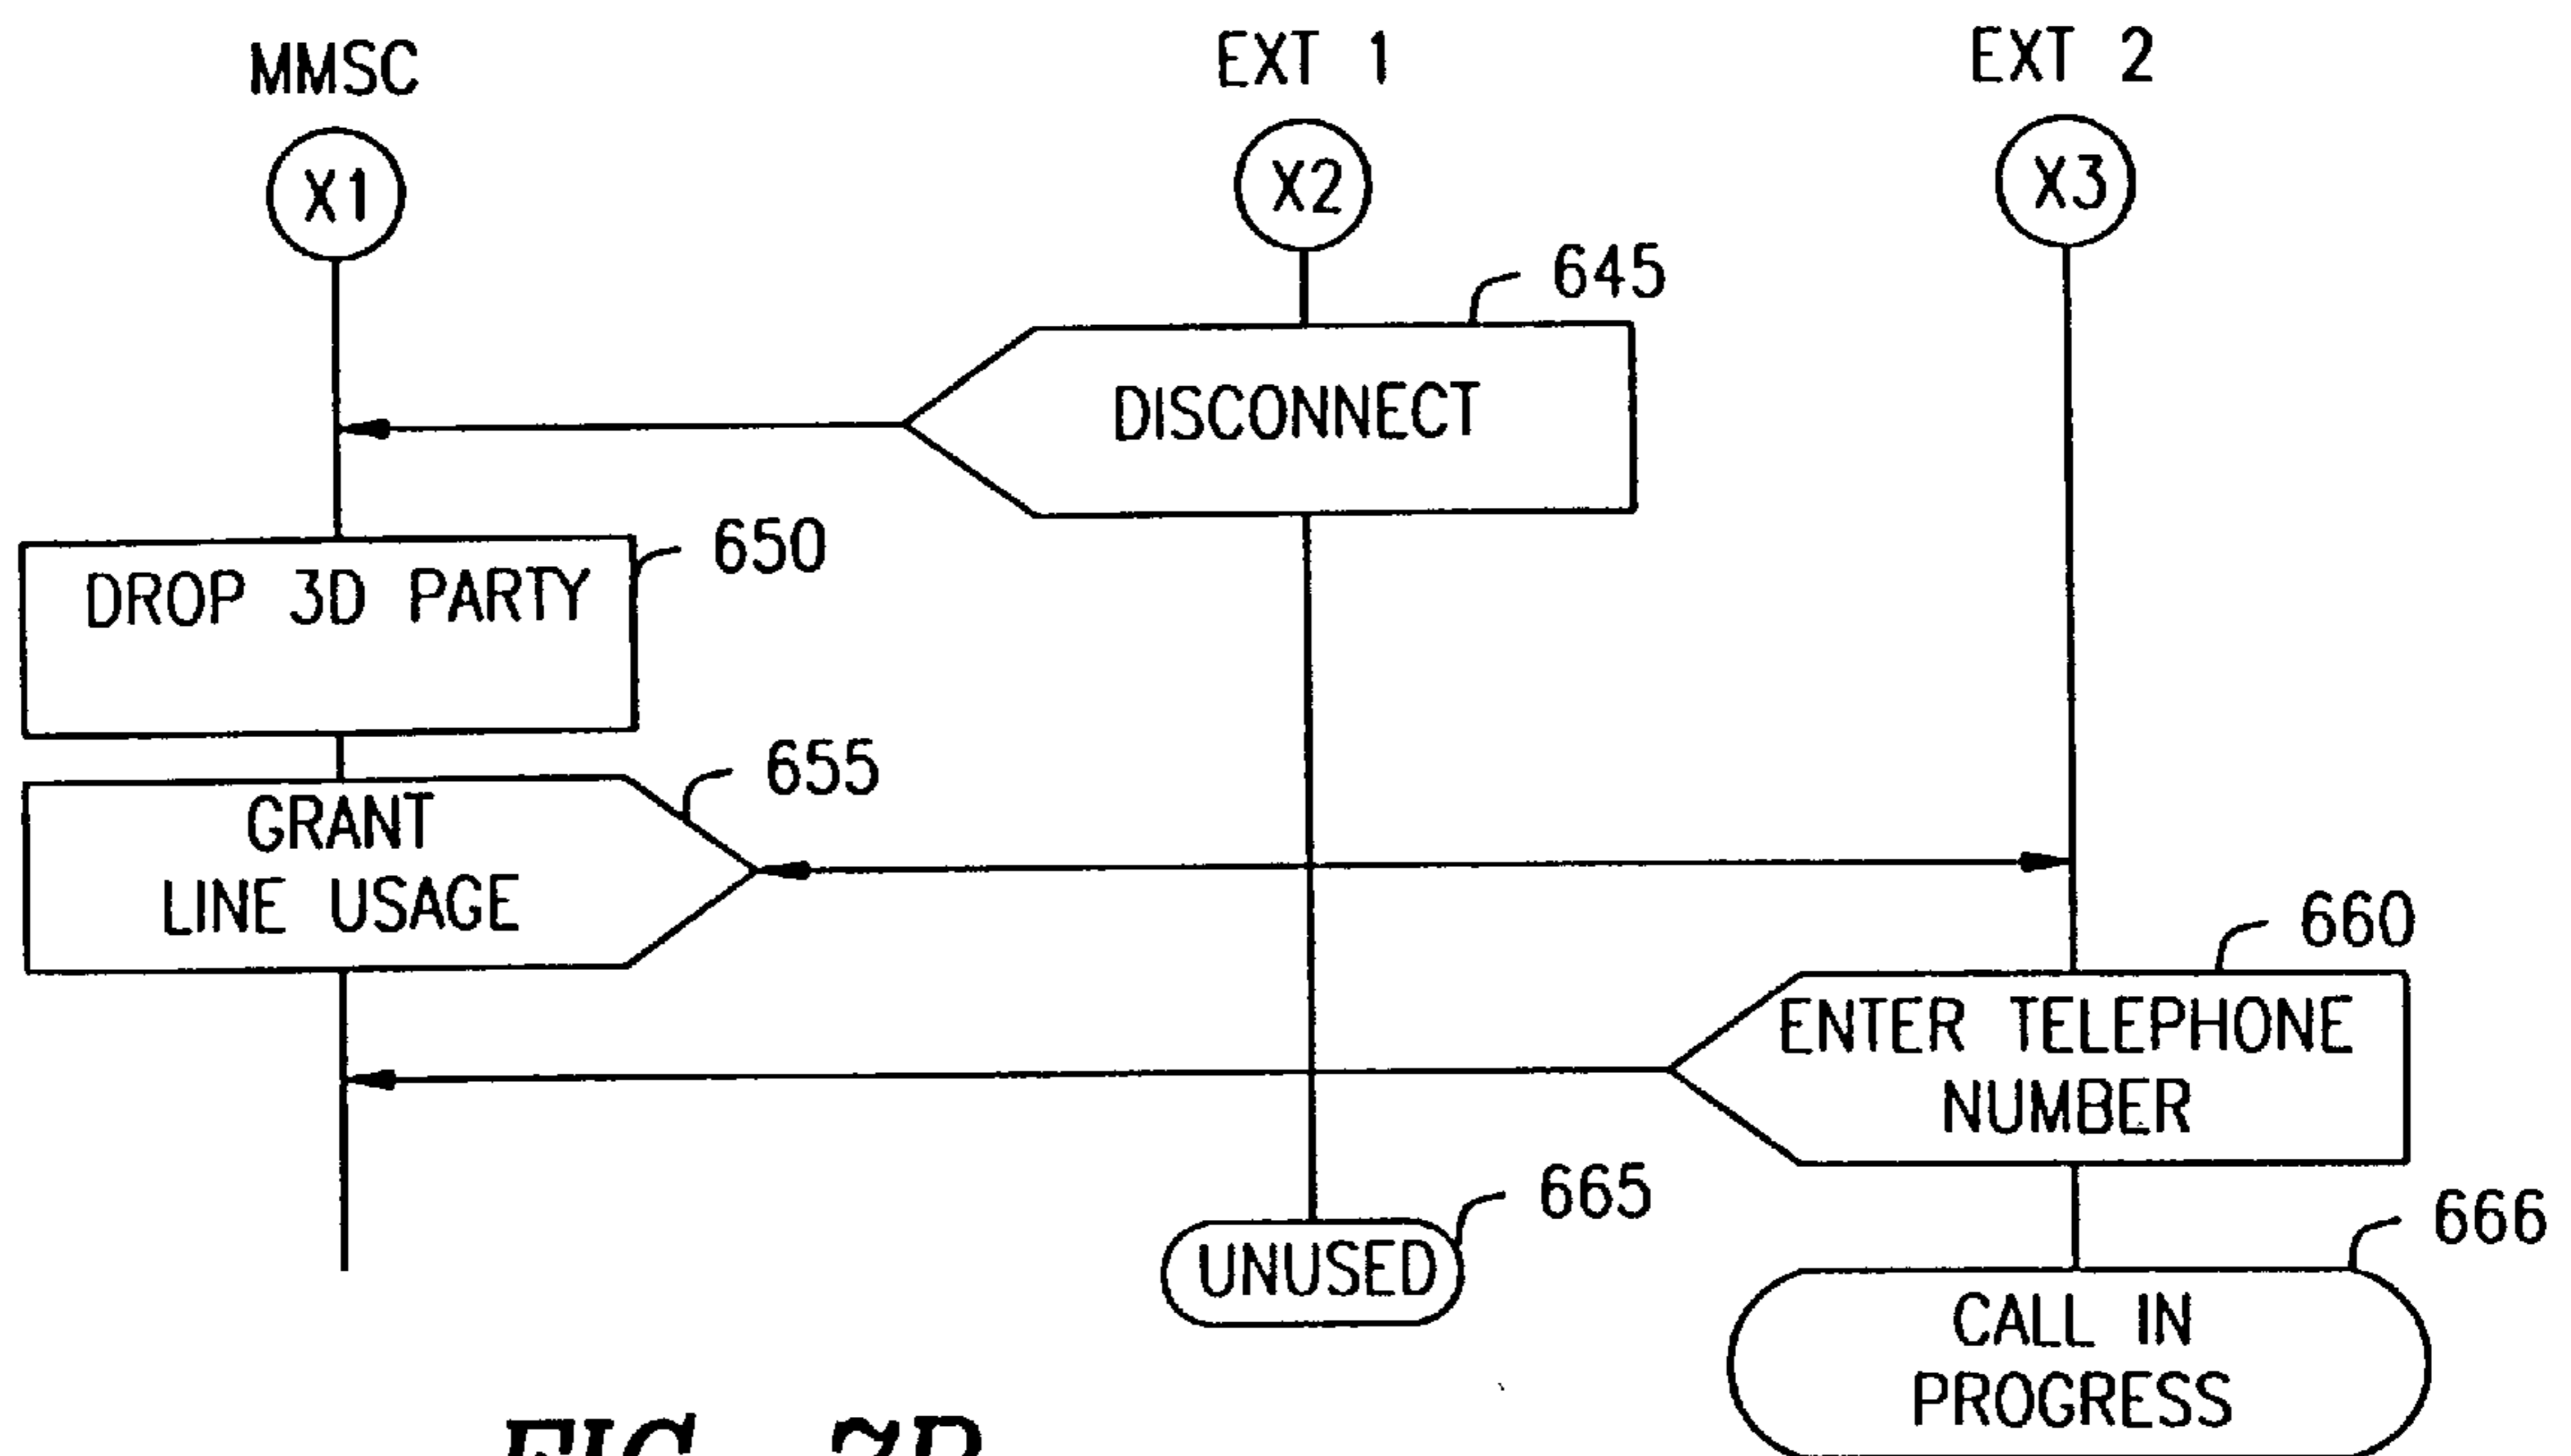 MMSC
EXT 1
EXT 2
X1
X2
X3
645
DISCONNECT
650
DROP 3D PARTY
655
GRANT
LINE USAGE
660
ENTER TELEPHONE
NUMBER
665
UNUSED
666
CALL IN
PROGRESS
FIG.